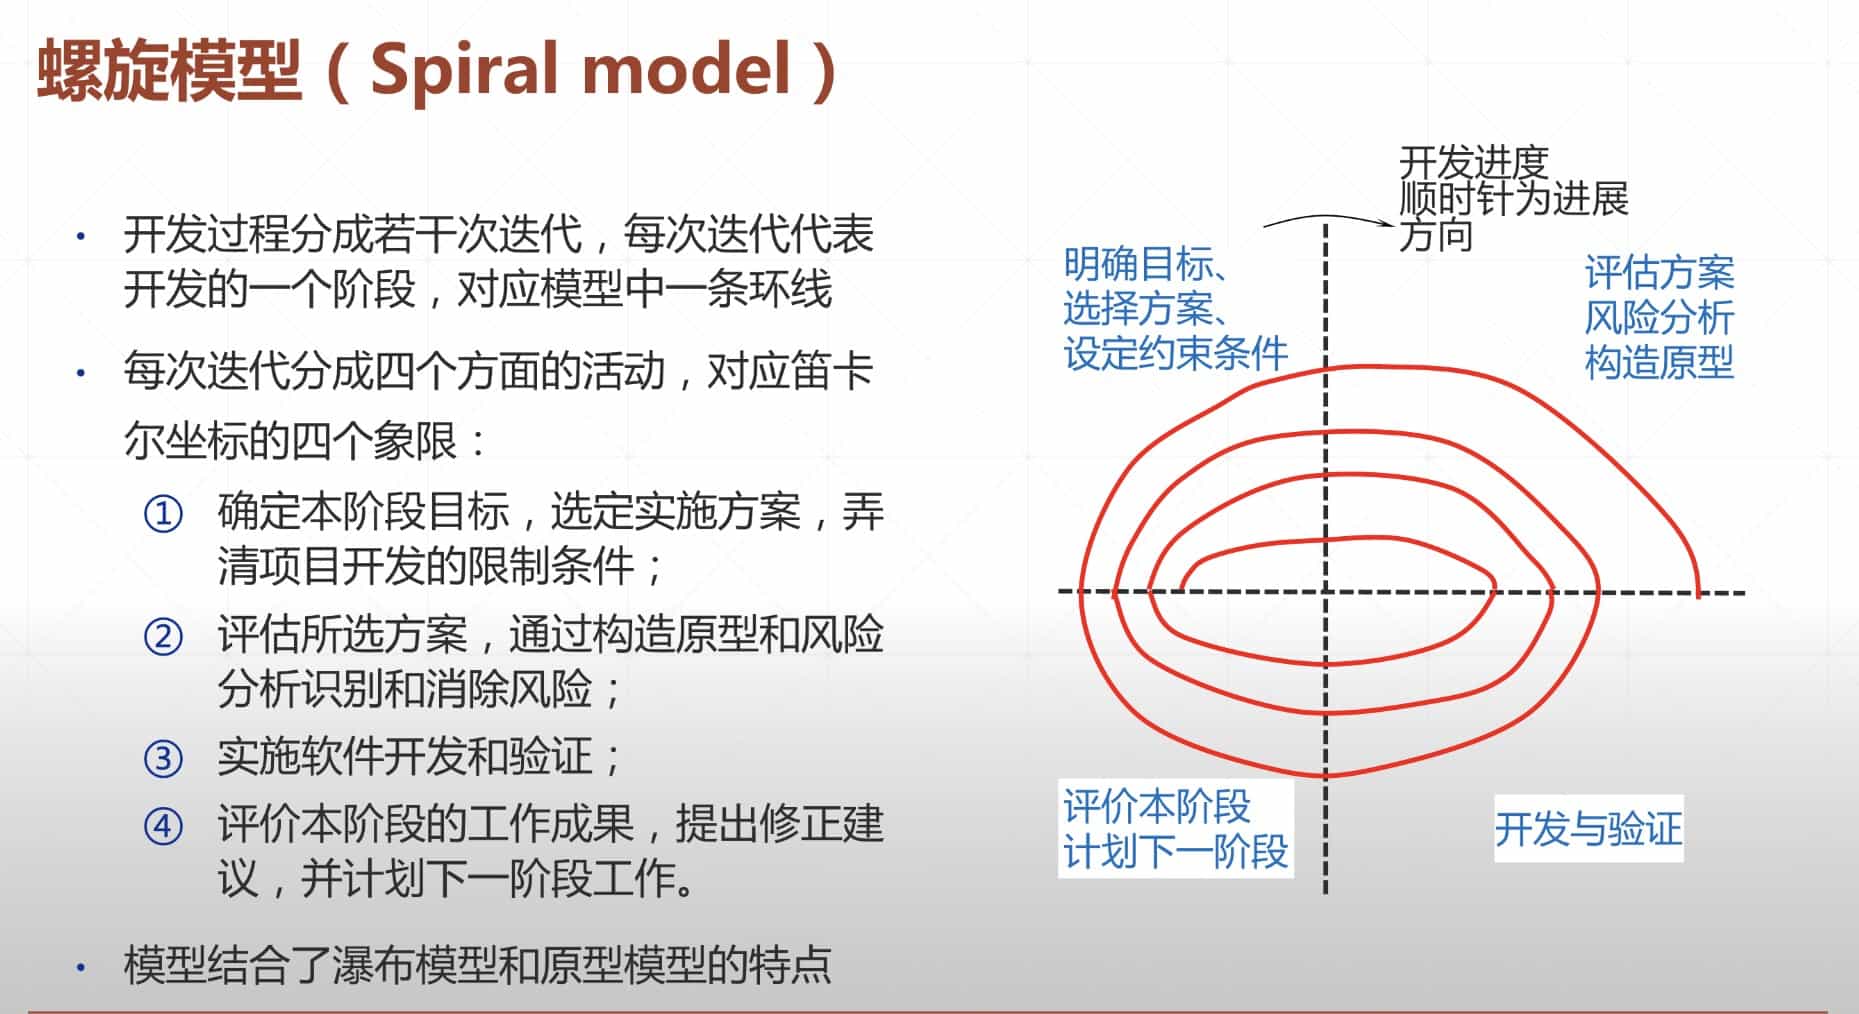 螺旋模型（Spiral model）
• 开发过程分成若干次迭代，每次迭代代表
开发的一个阶段，对应模型中一条环线
• 每次迭代分成四个方面的活动，对应笛卡
尔坐标的四个象限：
① 确定本阶段目标，选定实施方案，弄
清项目开发的限制条件；
② 评估所选方案，通过构造原型和风险
分析识别和消除风险；
③ 实施软件开发和验证；
④ 评价本阶段的工作成果，提出修正建
议，并计划下一阶段工作。
• 模型结合了瀑布模型和原型模型的特点
开发进度
顺时针为进展
方向
明确目标、
选择方案、
设定约束条件
评估方案
风险分析
构造原型
评价本阶段
计划下一阶段
开发与验证